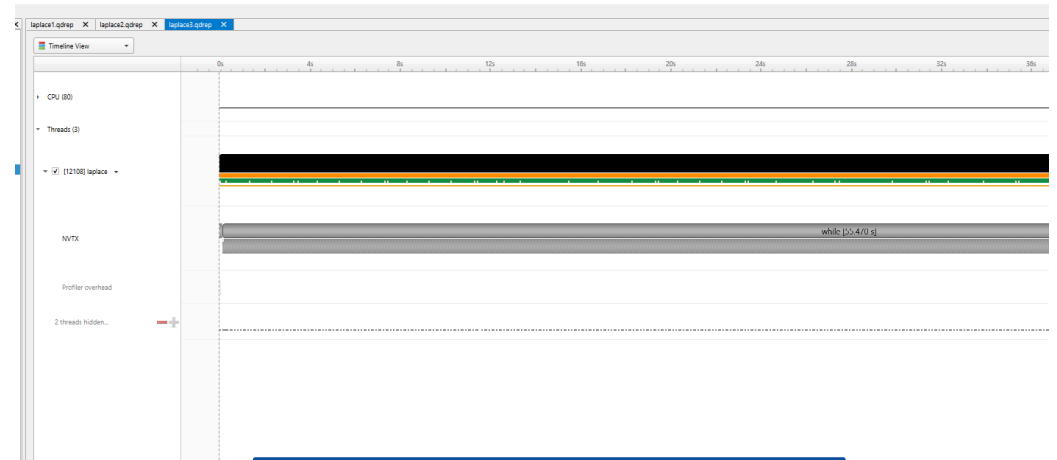 laplace1.qdrep laplace2.qdrep laplace3.qdrep
Timeline View
0s 4s 8s 12s 16s 20s 24s 28s 32s 36s
CPU (80)
Threads (3)
[12108] laplace
NVTX
while [55.470 s]
Profiler overhead
2 threads hidden...